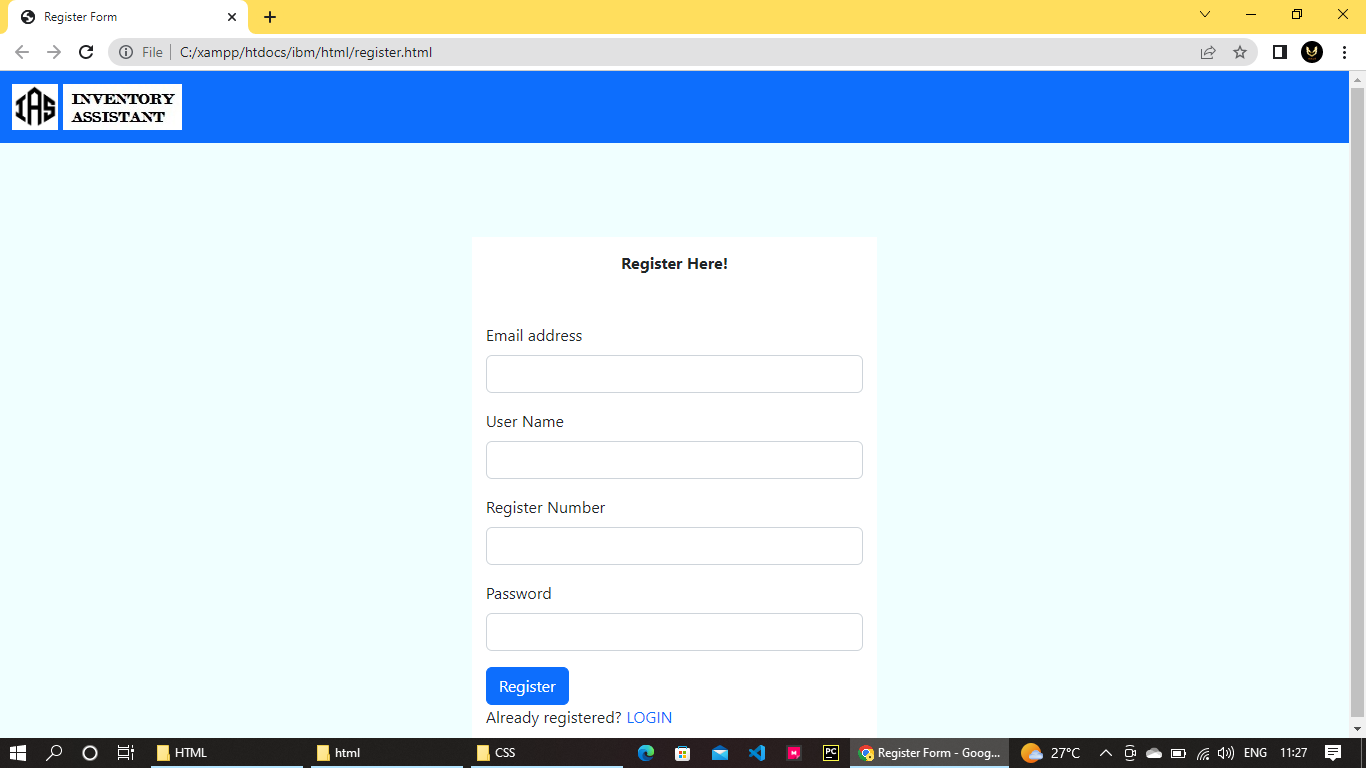 Register Form
File
C:/xampp/htdocs/ibm/html/register.html
IAS
INVENTORY
ASSISTANT
Register Here!
Email address
User Name
Register Number
Password
Register
Already registered? LOGIN
HTML
html
CSS
PC
Register Form - Goog...
27°C
ENG
11:27